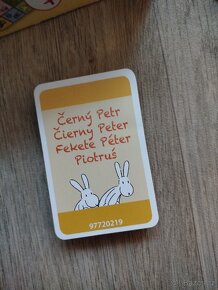 Černý Petr
Čierny Peter
Fekete Péter
Piotruś
97720219